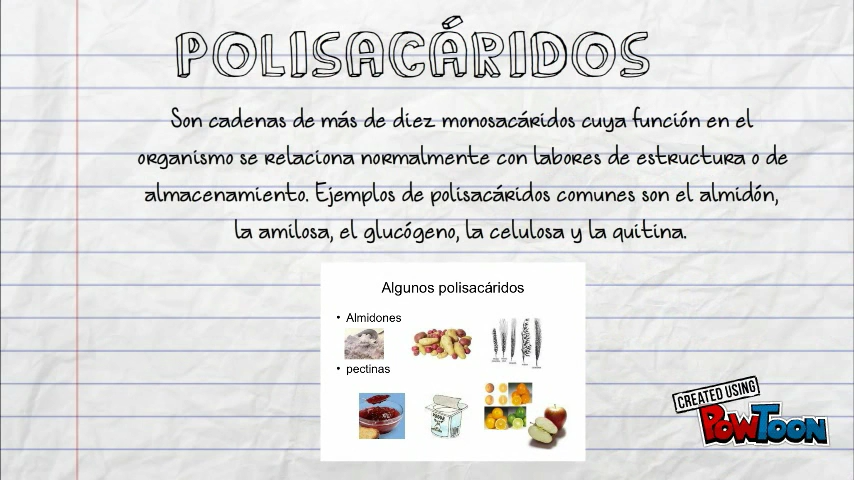 POLISACÁRIDOS
Son cadenas de más de diez monosacáridos cuya función en el
organismo se relaciona normalmente con labores de estructura o de
almacenamiento. Ejemplos de polisacáridos comunes son el almidón,
la amilosa, el glucógeno, la celulosa y la quitina.
Algunos polisacáridos
• Almidones
• pectinas
CREATED USING
POWTOON